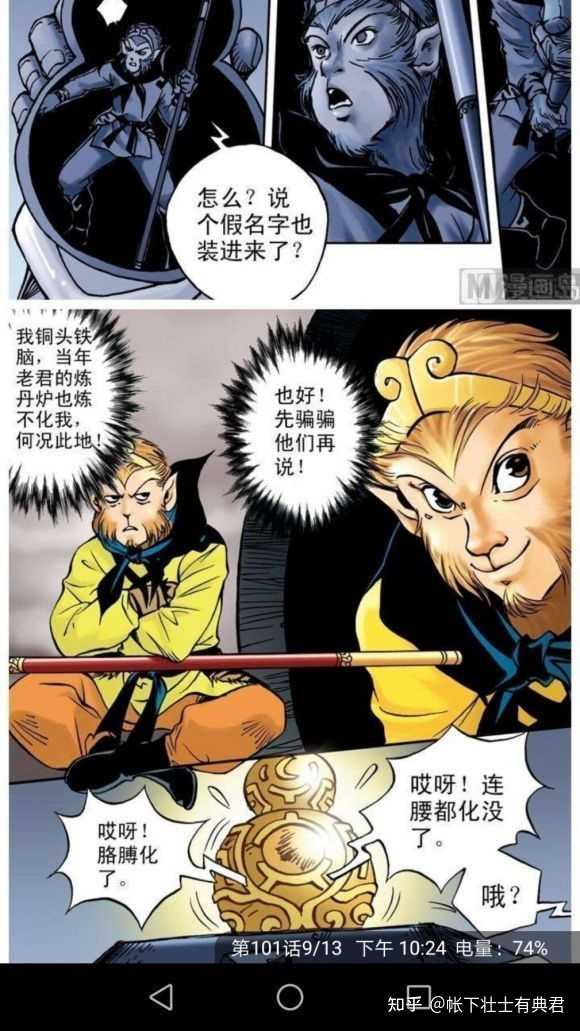 怎么？说
个假名字也
装进来了？
漫画岛
我铜头铁
脑，当年
老君的炼
丹炉也炼
不化我，
何况此地！
也好！
先骗骗
他们再
说！
哎呀！
胳膊化
了。
哎呀！连
腰都化没
了。
哦？
第101话9/13 下午 10:24 电量：74%
知乎 @帐下壮士有典君